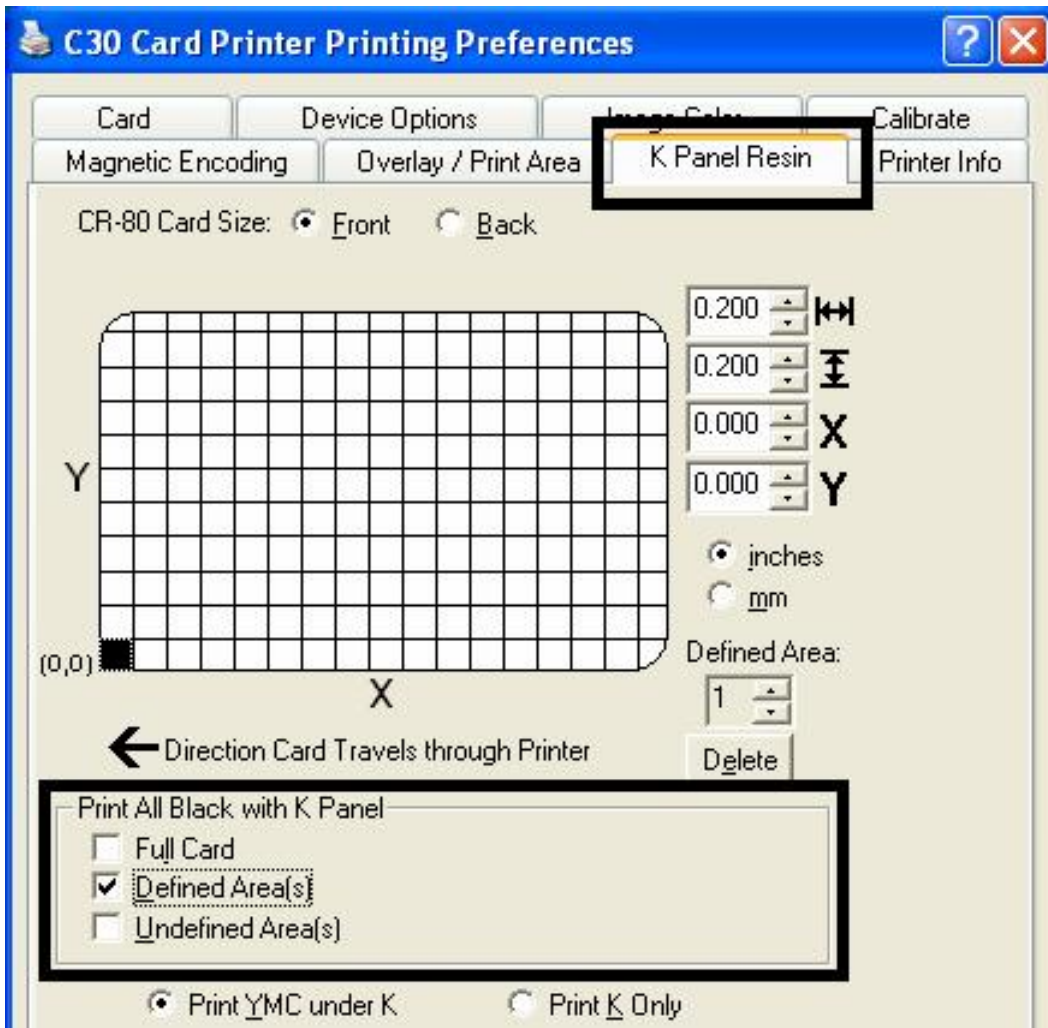 C30 Card Printer Printing Preferences
?
Card Device Options Image Color Calibrate
Magnetic Encoding Overlay / Print Area K Panel Resin Printer Info
CR-80 Card Size: Front Back
0.200
0.200
0.000 X
Y 0.000 Y
inches
mm
(0,0) Defined Area:
X 1
Direction Card Travels through Printer Delete
Print All Black with K Panel
Full Card
Defined Area(s)
Undefined Area(s)
Print YMC under K Print K Only